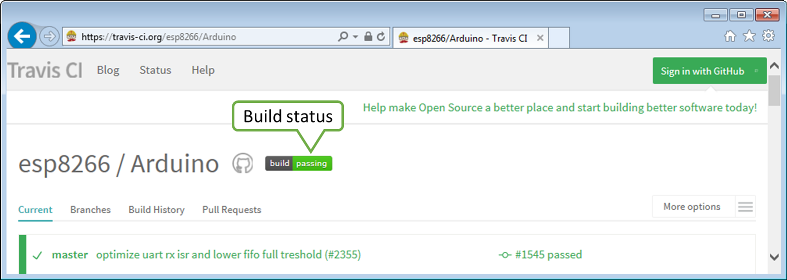 https://travis-ci.org/esp8266/Arduino
esp8266/Arduino - Travis CI
Travis CI Blog Status Help Sign in with GitHub
Help make Open Source a better place and start building better software today!
Build status
esp8266 / Arduino build passing
Current Branches Build History Pull Requests More options
master optimize uart rx isr and lower fifo full treshold (#2355) #1545 passed